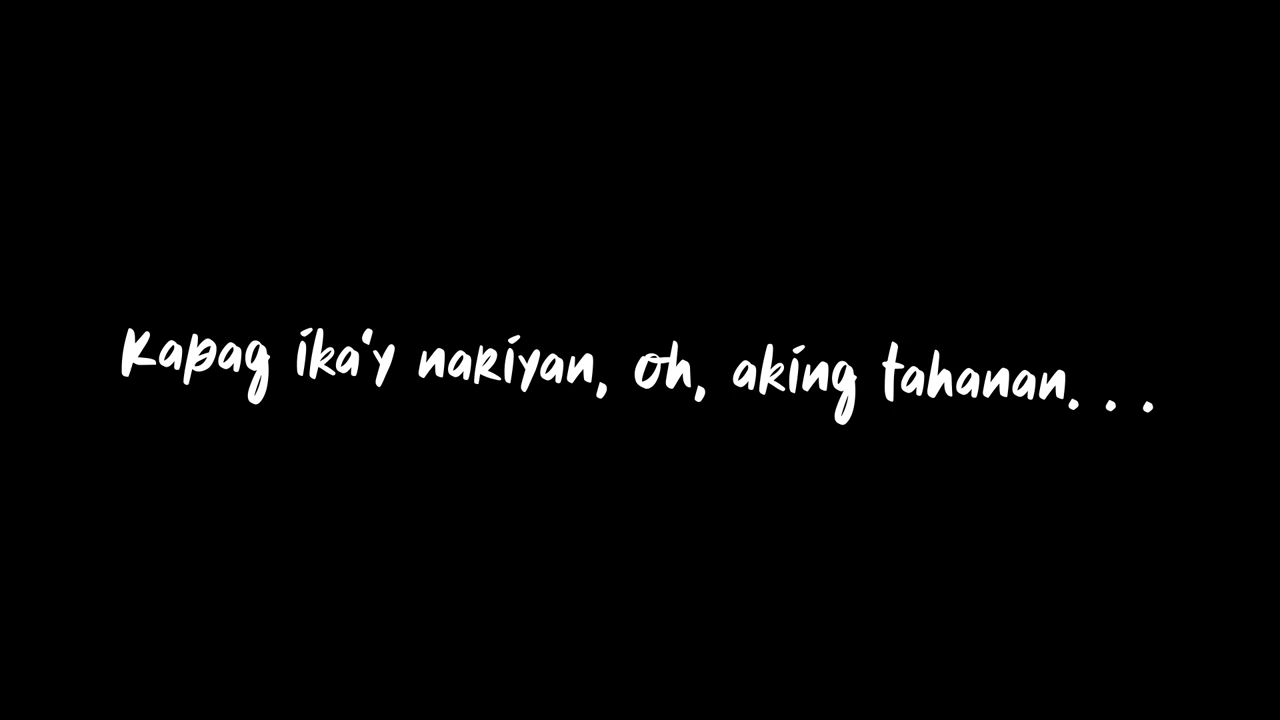 Kapag ika'y nariyan, oh, aking tahanan. . .